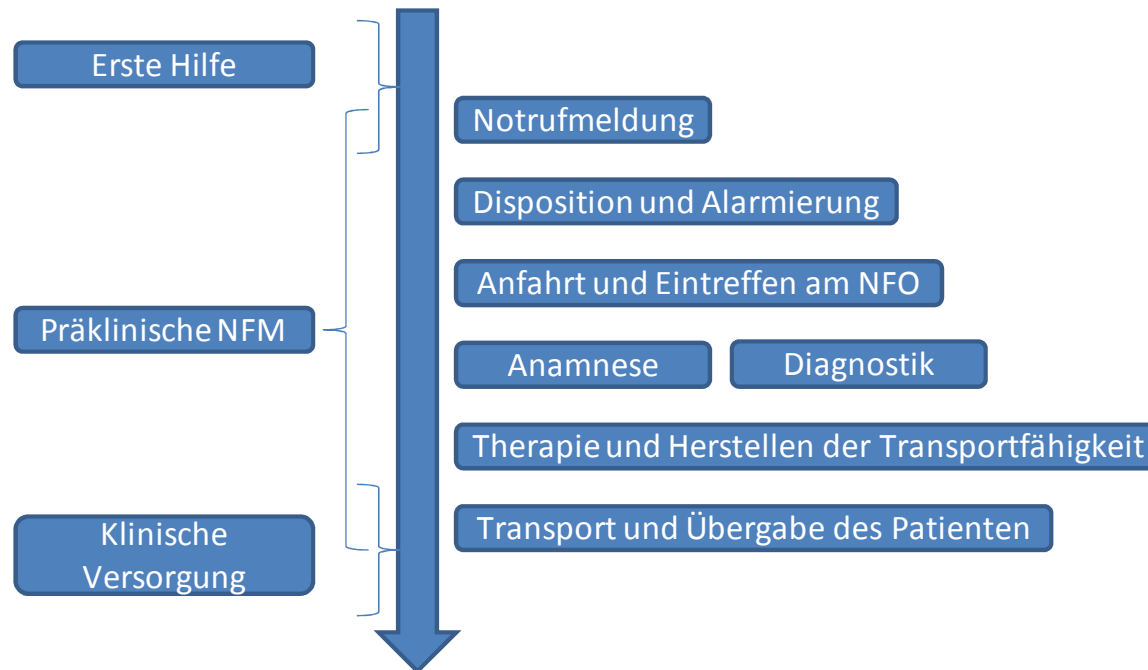 Erste Hilfe
Notrufmeldung
Disposition und Alarmierung
Anfahrt und Eintreffen am NFO
Präklinische NFM
Anamnese
Diagnostik
Therapie und Herstellen der Transportfähigkeit
Klinische
Versorgung
Transport und Übergabe des Patienten